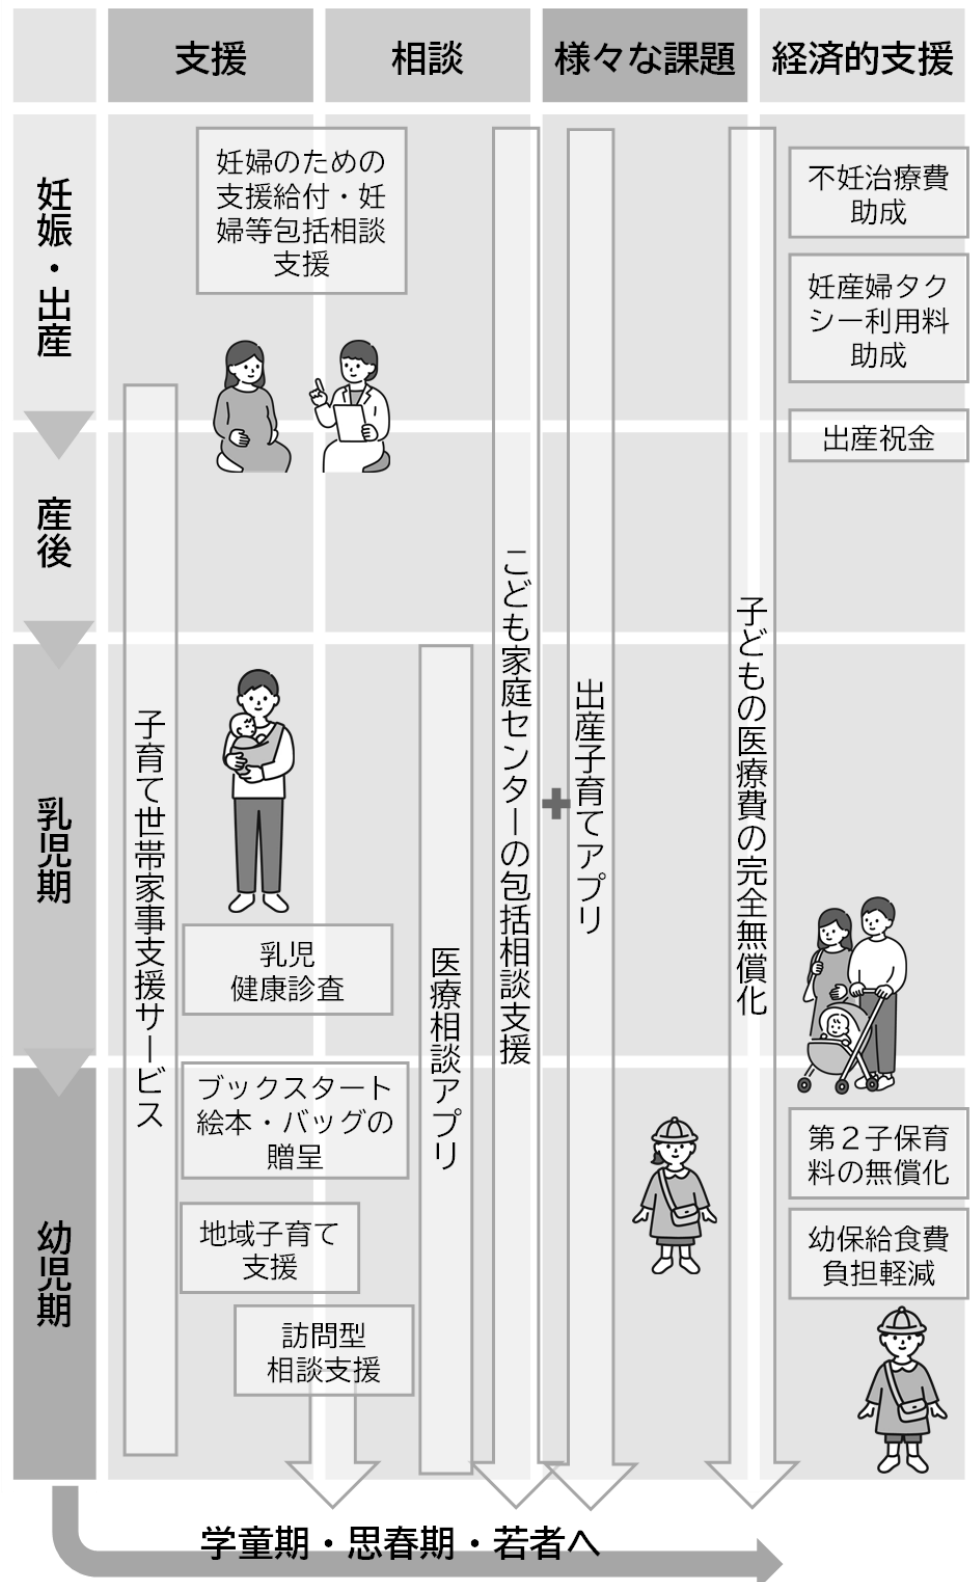 支援
相談
様々な課題
経済的支援
妊娠・出産
妊婦のための
支援給付・妊
婦等包括相談
支援
不妊治療費
助成
妊産婦タク
シー利用料
助成
出産祝金
産後
こども家庭センターの包括相談支援
出産子育てアプリ
子どもの医療費の完全無償化
子育て世帯家事支援サービス
乳児期
乳児
健康診査
医療相談アプリ
幼児期
ブックスタート
絵本・バッグの
贈呈
地域子育て
支援
訪問型
相談支援
第２子保育
料の無償化
幼保給食費
負担軽減
学童期・思春期・若者へ